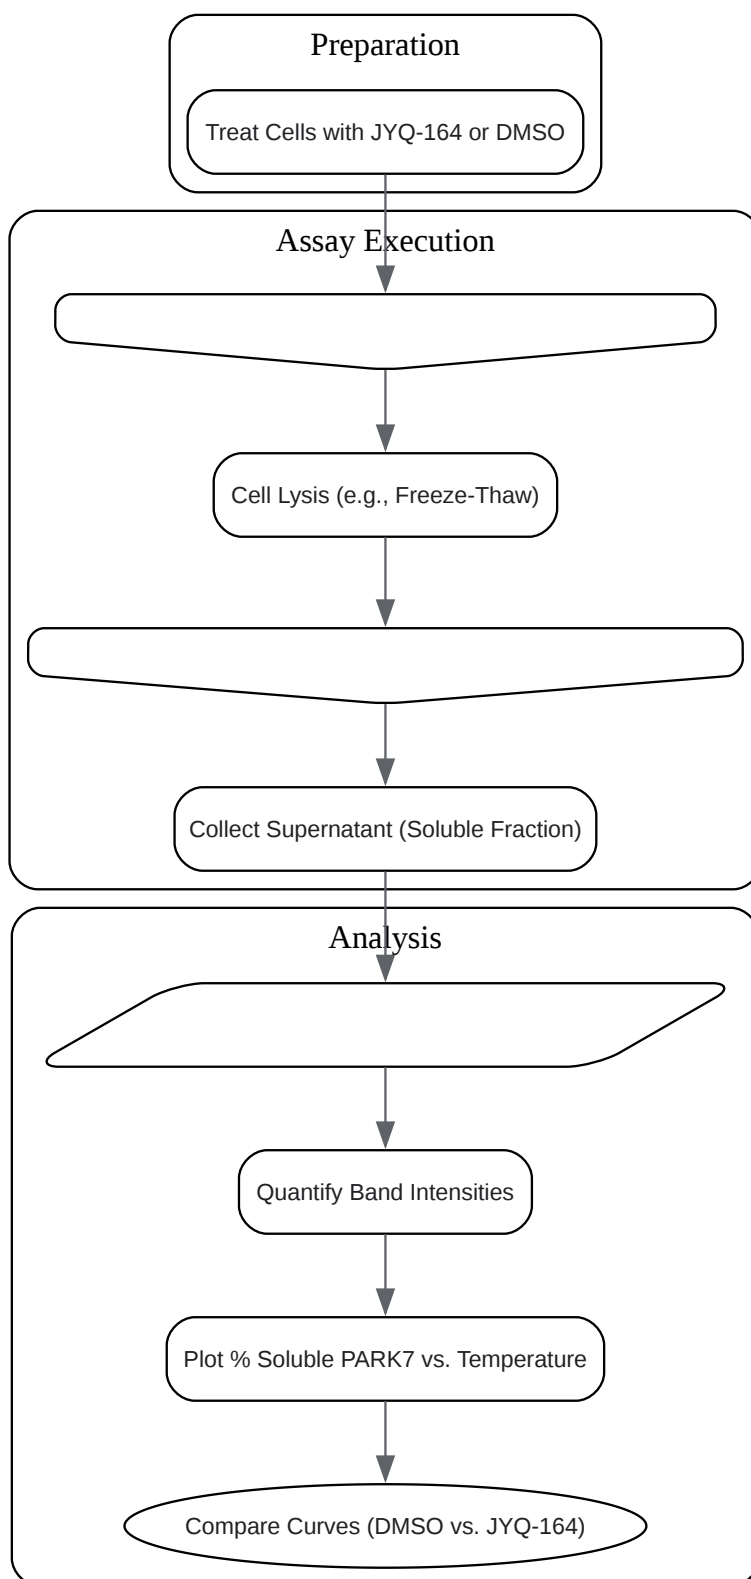 Preparation
Treat Cells with JYQ-164 or DMSO
Assay Execution
Cell Lysis (e.g., Freeze-Thaw)
Collect Supernatant (Soluble Fraction)
Analysis
Quantify Band Intensities
Plot % Soluble PARK7 vs. Temperature
Compare Curves (DMSO vs. JYQ-164)